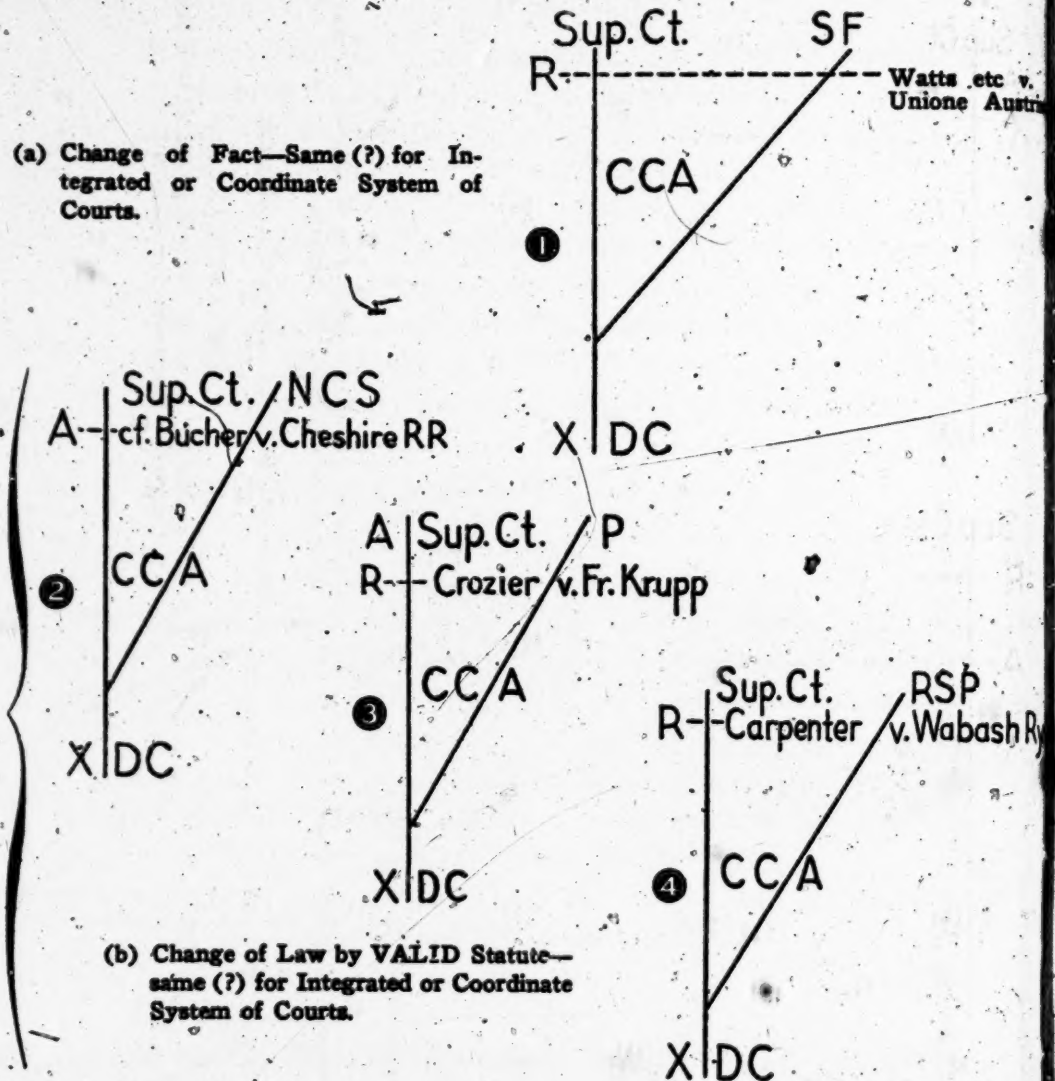 Sup. Ct. SF
R Watts etc v.
Unione Austri
(a) Change of Fact—Same (?) for In-
tegrated or Coordinate System of
Courts.
CCA
1
X DC
Sup. Ct. NCS
A cf. Bucher v. Cheshire RR
CCA
2
X DC
A Sup. Ct. P
R Crozier v. Fr. Krupp
CCA
3
X DC
Sup. Ct. RSP
R Carpenter v. Wabash Ry
CCA
4
X DC
(b) Change of Law by VALID Statute—
same (?) for Integrated or Coordinate
System of Courts.